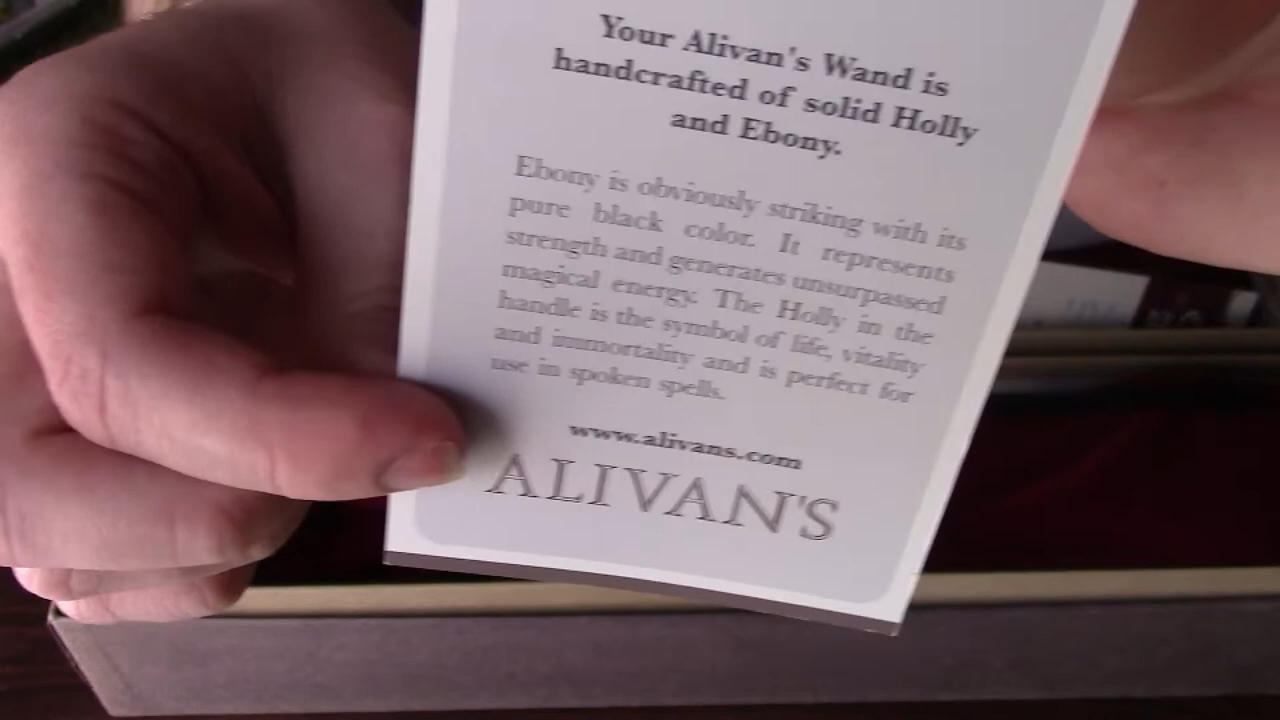 Your Alivan's Wand is
handcrafted of solid Holly
and Ebony.
Ebony is obviously striking with its
pure black color. It represents
strength and generates unsurpassed
magical energy. The Holly in the
handle is the symbol of life, vitality
and immortality and is perfect for
use in spoken spells.
www.alivans.com
ALIVAN'S